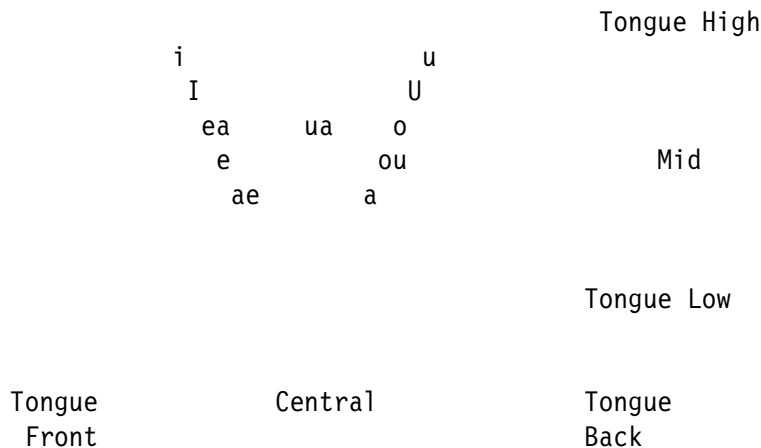 Tongue High
i u
I U
ea ua o
e ou Mid
ae a
Tongue Low
Tongue Central Tongue
Front Back